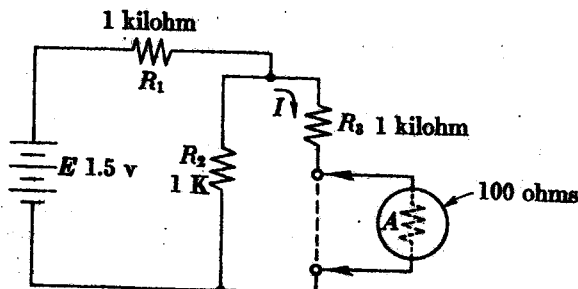 1 kilohm
R₁
I
R₃ 1 kilohm
E 1.5 v
R₂
1 K
A
100 ohms